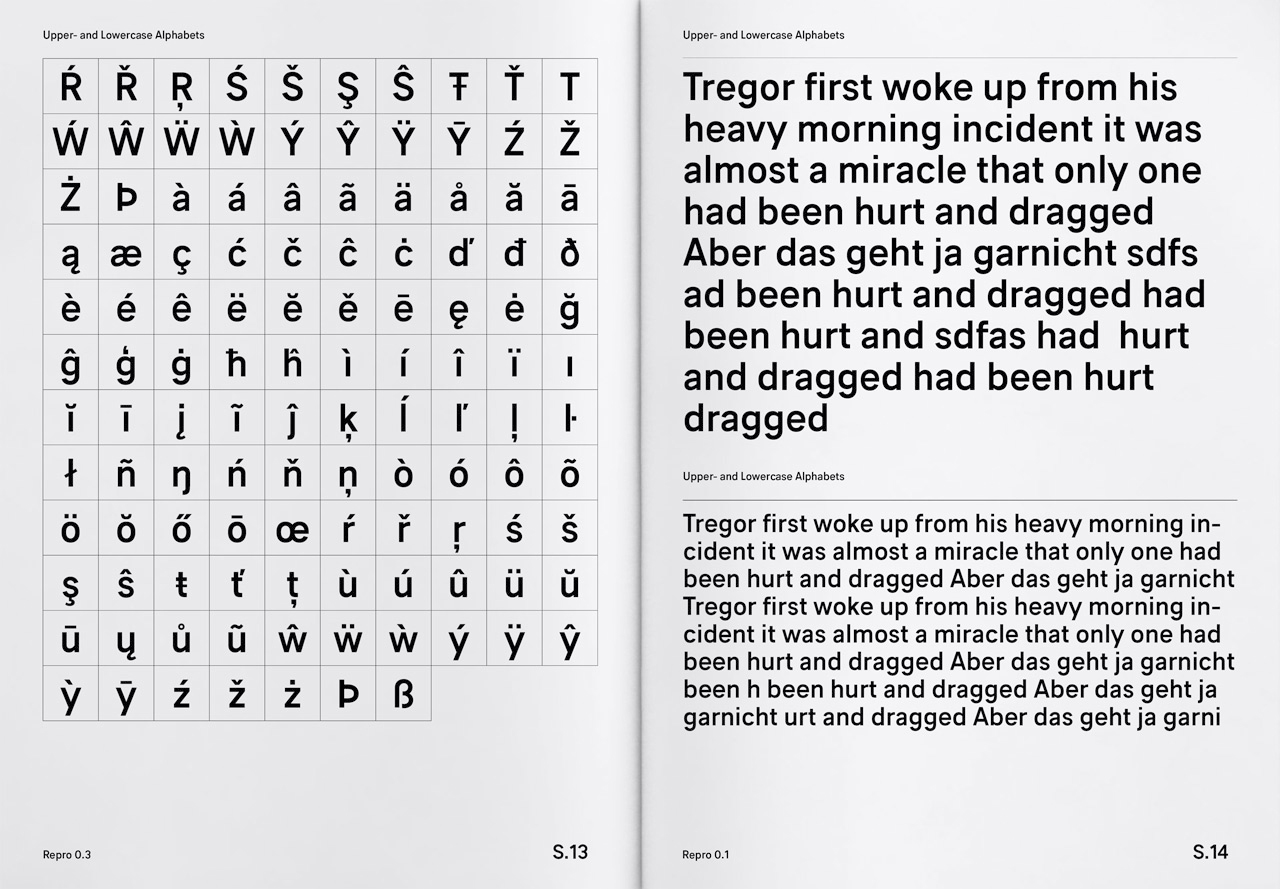 Upper- and Lowercase Alphabets
Ŕ Ř Ŗ Ś Š Ş Ŝ Ŧ Ť T
Ẃ Ŵ Ẅ Ẁ Ý Ŷ Ÿ Ȳ Ź Ž
Ż Þ à á â ã ä å ă ā
ą æ ç ć č ĉ ċ ď đ ð
è é ê ë ĕ ě ē ę ė ğ
ĝ ģ ġ ħ ĥ ì í î ï ı
ĭ ī į ĩ ĵ ķ ĺ ľ ļ ŀ
ł ñ ŋ ń ň ņ ò ó ô õ
ö ŏ ő ō œ ŕ ř ŗ ś š
ş ŝ ŧ ť ț ù ú û ü ŭ
ū ų ů ũ ŵ ẅ ẁ ý ÿ ŷ
ỳ ȳ ź ž ż Þ ß
Repro 0.3
S.13
Upper- and Lowercase Alphabets
Tregor first woke up from his
heavy morning incident it was
almost a miracle that only one
had been hurt and dragged
Aber das geht ja garnicht sdfs
ad been hurt and dragged had
been hurt and sdfas had  hurt
and dragged had been hurt
dragged
Upper- and Lowercase Alphabets
Tregor first woke up from his heavy morning in-
cident it was almost a miracle that only one had
been hurt and dragged Aber das geht ja garnicht
Tregor first woke up from his heavy morning in-
cident it was almost a miracle that only one had
been hurt and dragged Aber das geht ja garnicht
been h been hurt and dragged Aber das geht ja
garnicht urt and dragged Aber das geht ja garni
Repro 0.1
S.14